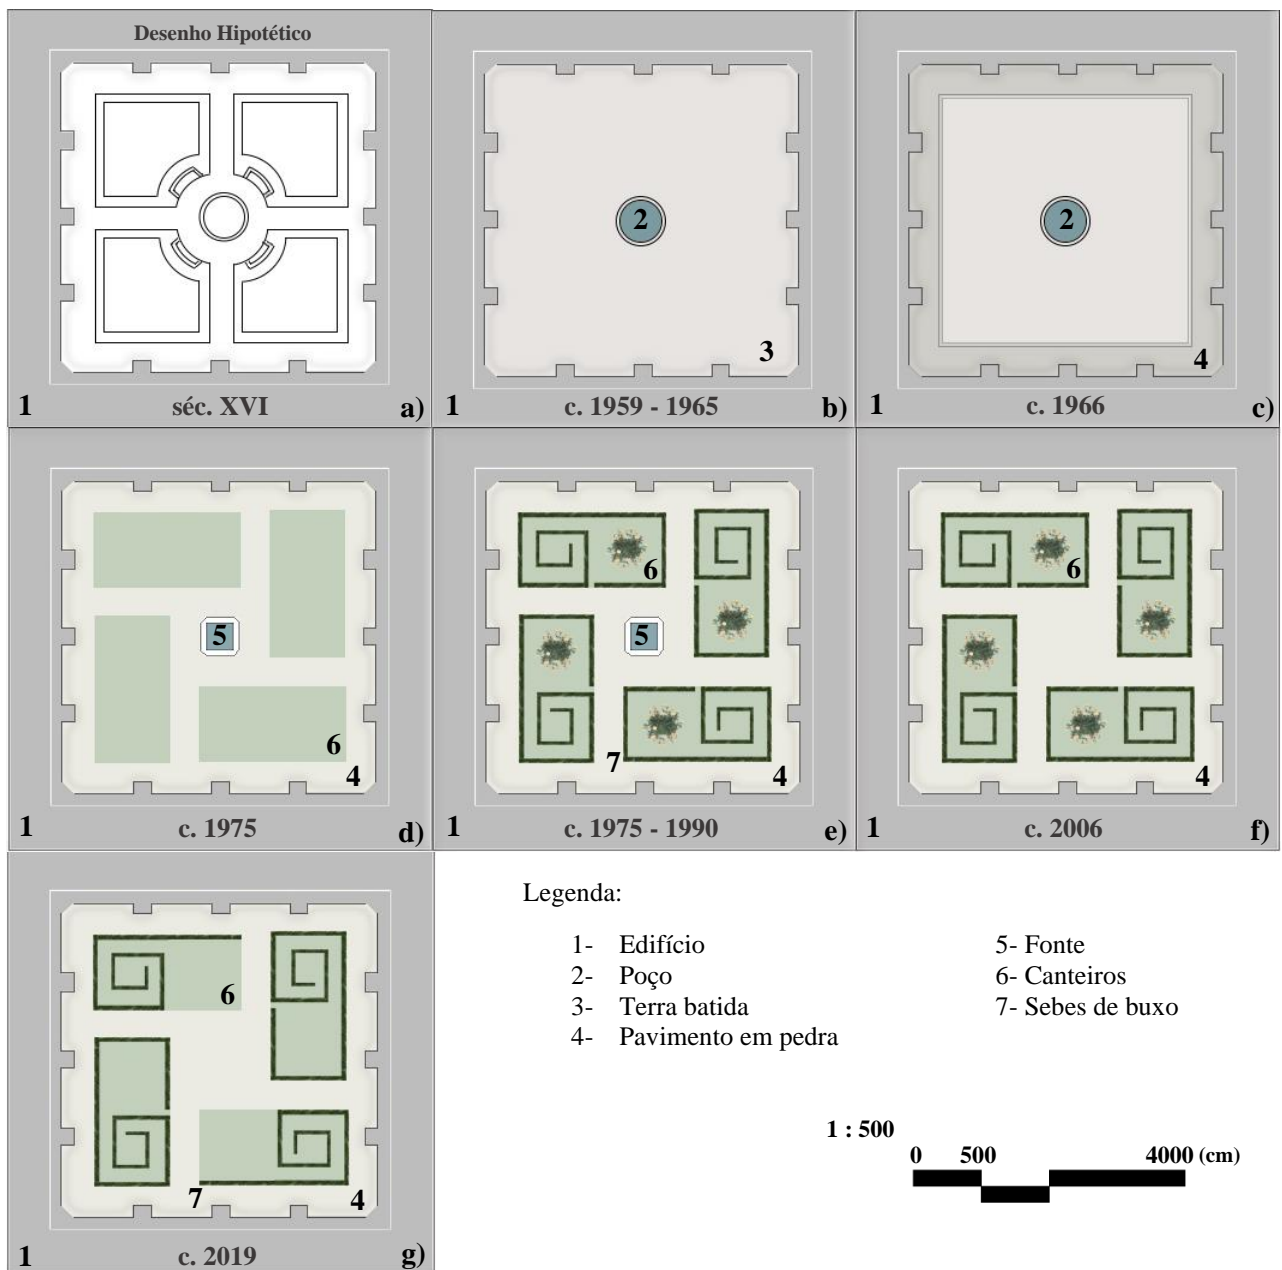 Desenho Hipotético
1 séc. XVI a)
2
3
1 c. 1959 - 1965 b)
2
4
1 c. 1966 c)
5
6
4
1 c. 1975 d)
6
5
7 4
1 c. 1975 - 1990 e)
6
4
1 c. 2006 f)
6
7 4
1 c. 2019 g)
Legenda:
1- Edifício
2- Poço
3- Terra batida
4- Pavimento em pedra
5- Fonte
6- Canteiros
7- Sebes de buxo
1 : 500
0 500 4000 (cm)